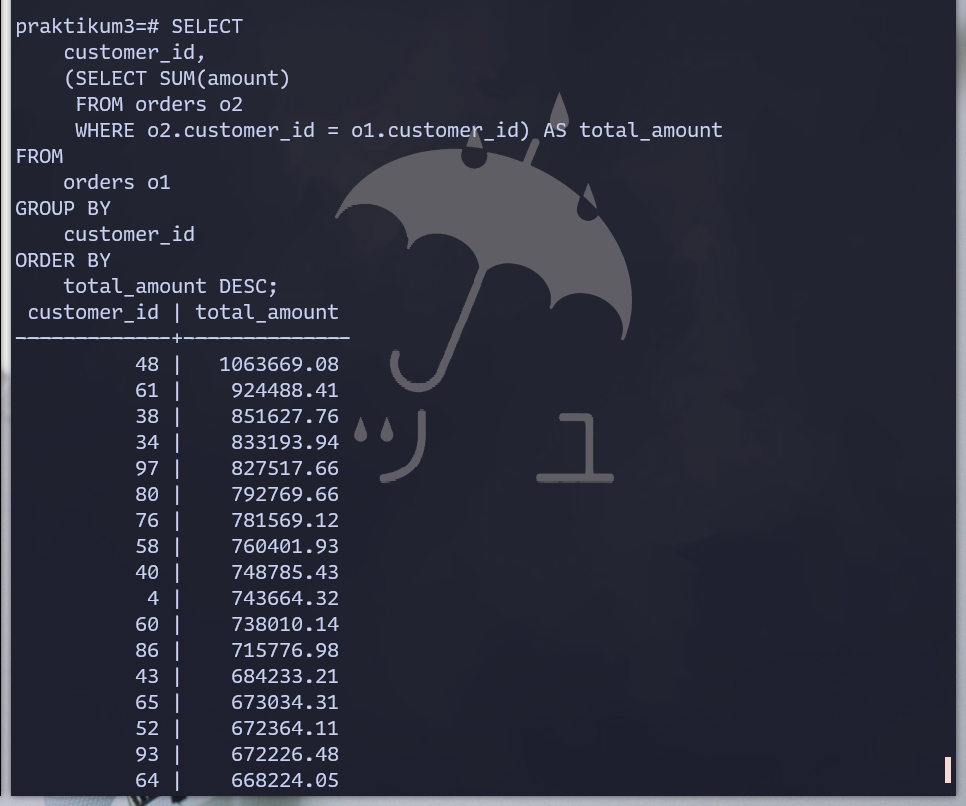 praktikum3=# SELECT
    customer_id,
    (SELECT SUM(amount)
     FROM orders o2
     WHERE o2.customer_id = o1.customer_id) AS total_amount
FROM
    orders o1
GROUP BY
    customer_id
ORDER BY
    total_amount DESC;
 customer_id | total_amount
-------------+--------------
          48 |   1063669.08
          61 |    924488.41
          38 |    851627.76
          34 |    833193.94
          97 |    827517.66
          80 |    792769.66
          76 |    781569.12
          58 |    760401.93
          40 |    748785.43
           4 |    743664.32
          60 |    738010.14
          86 |    715776.98
          43 |    684233.21
          65 |    673034.31
          52 |    672364.11
          93 |    672226.48
          64 |    668224.05
ツユ